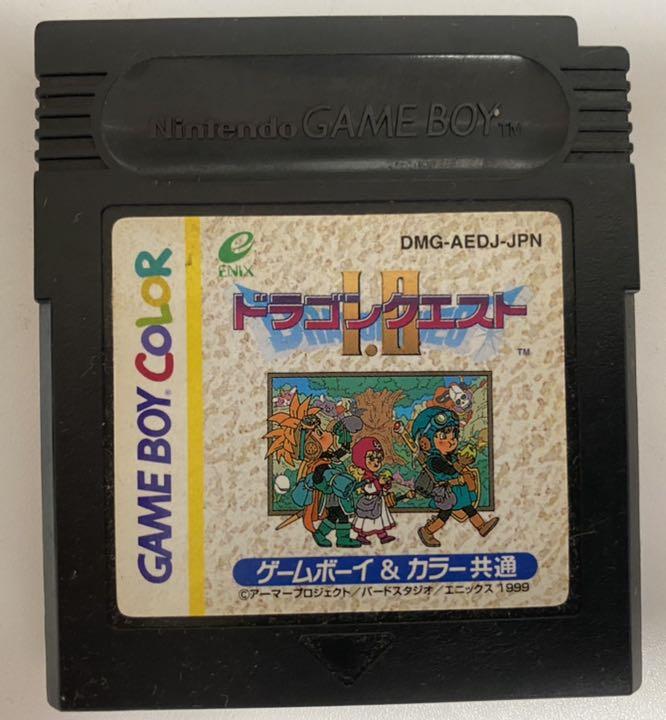 Nintendo GAME BOY TM
GAME BOY COLOR
ENIX
DMG-AEDJ-JPN
ドラゴンクエスト
I・II
TM
ゲームボーイ & カラー共通
©アーマープロジェクト/バードスタジオ/エニックス 1999